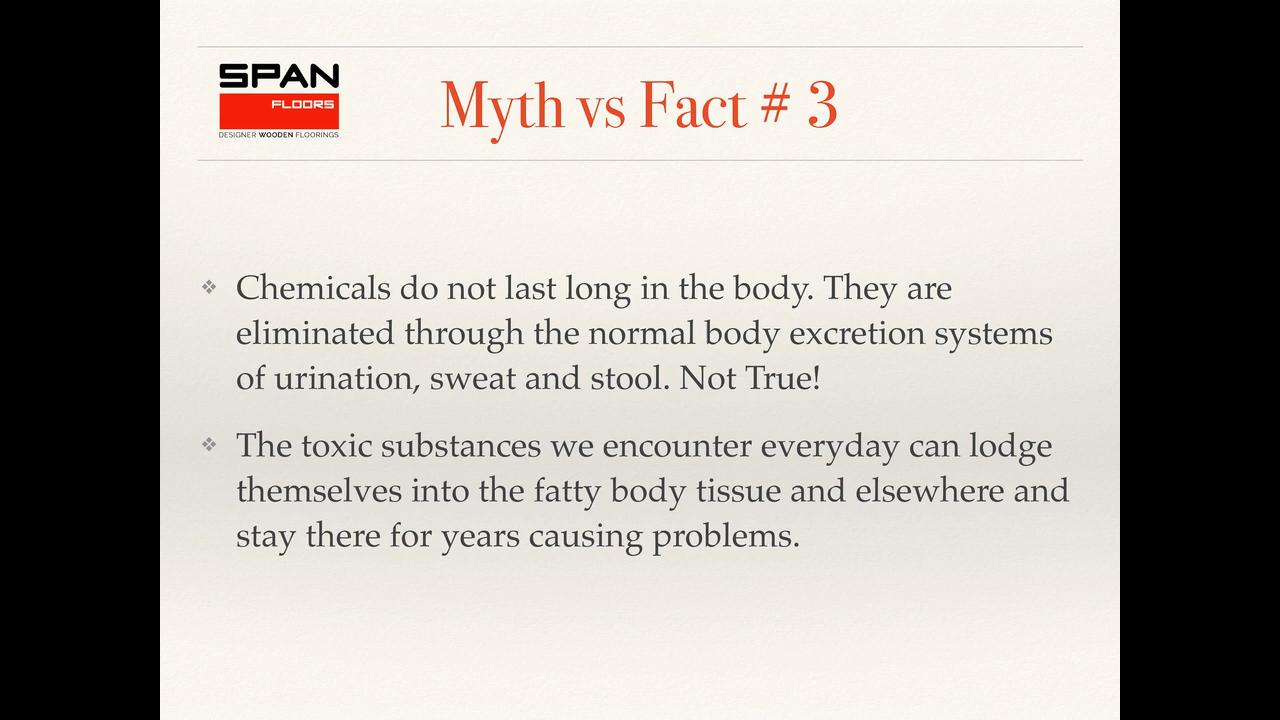 SPAN
FLOORS
DESIGNER WOODEN FLOORINGS
Myth vs Fact # 3
Chemicals do not last long in the body. They are
eliminated through the normal body excretion systems
of urination, sweat and stool. Not True!
The toxic substances we encounter everyday can lodge
themselves into the fatty body tissue and elsewhere and
stay there for years causing problems.